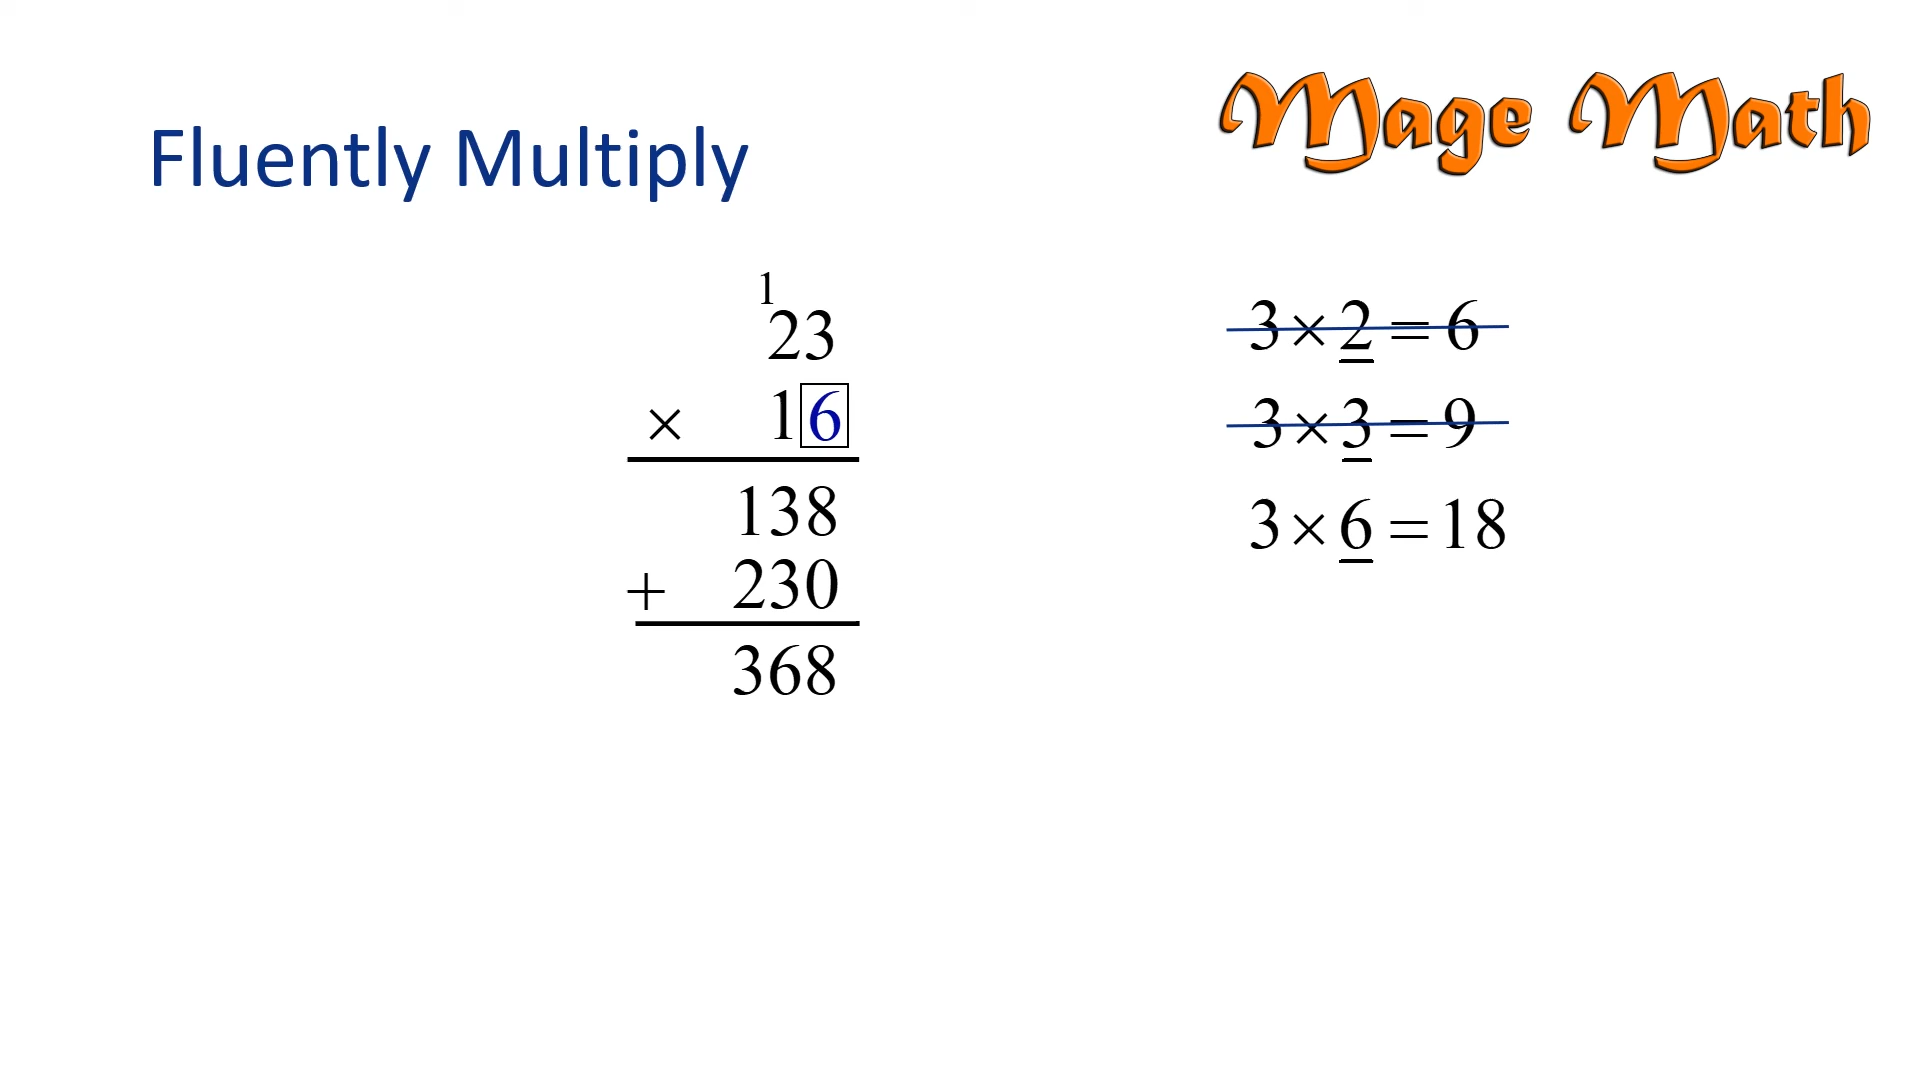 Mage Math
Fluently Multiply
1
23
× 16
138
+ 230
368
3 × 2 = 6
3 × 3 = 9
3 × 6 = 18